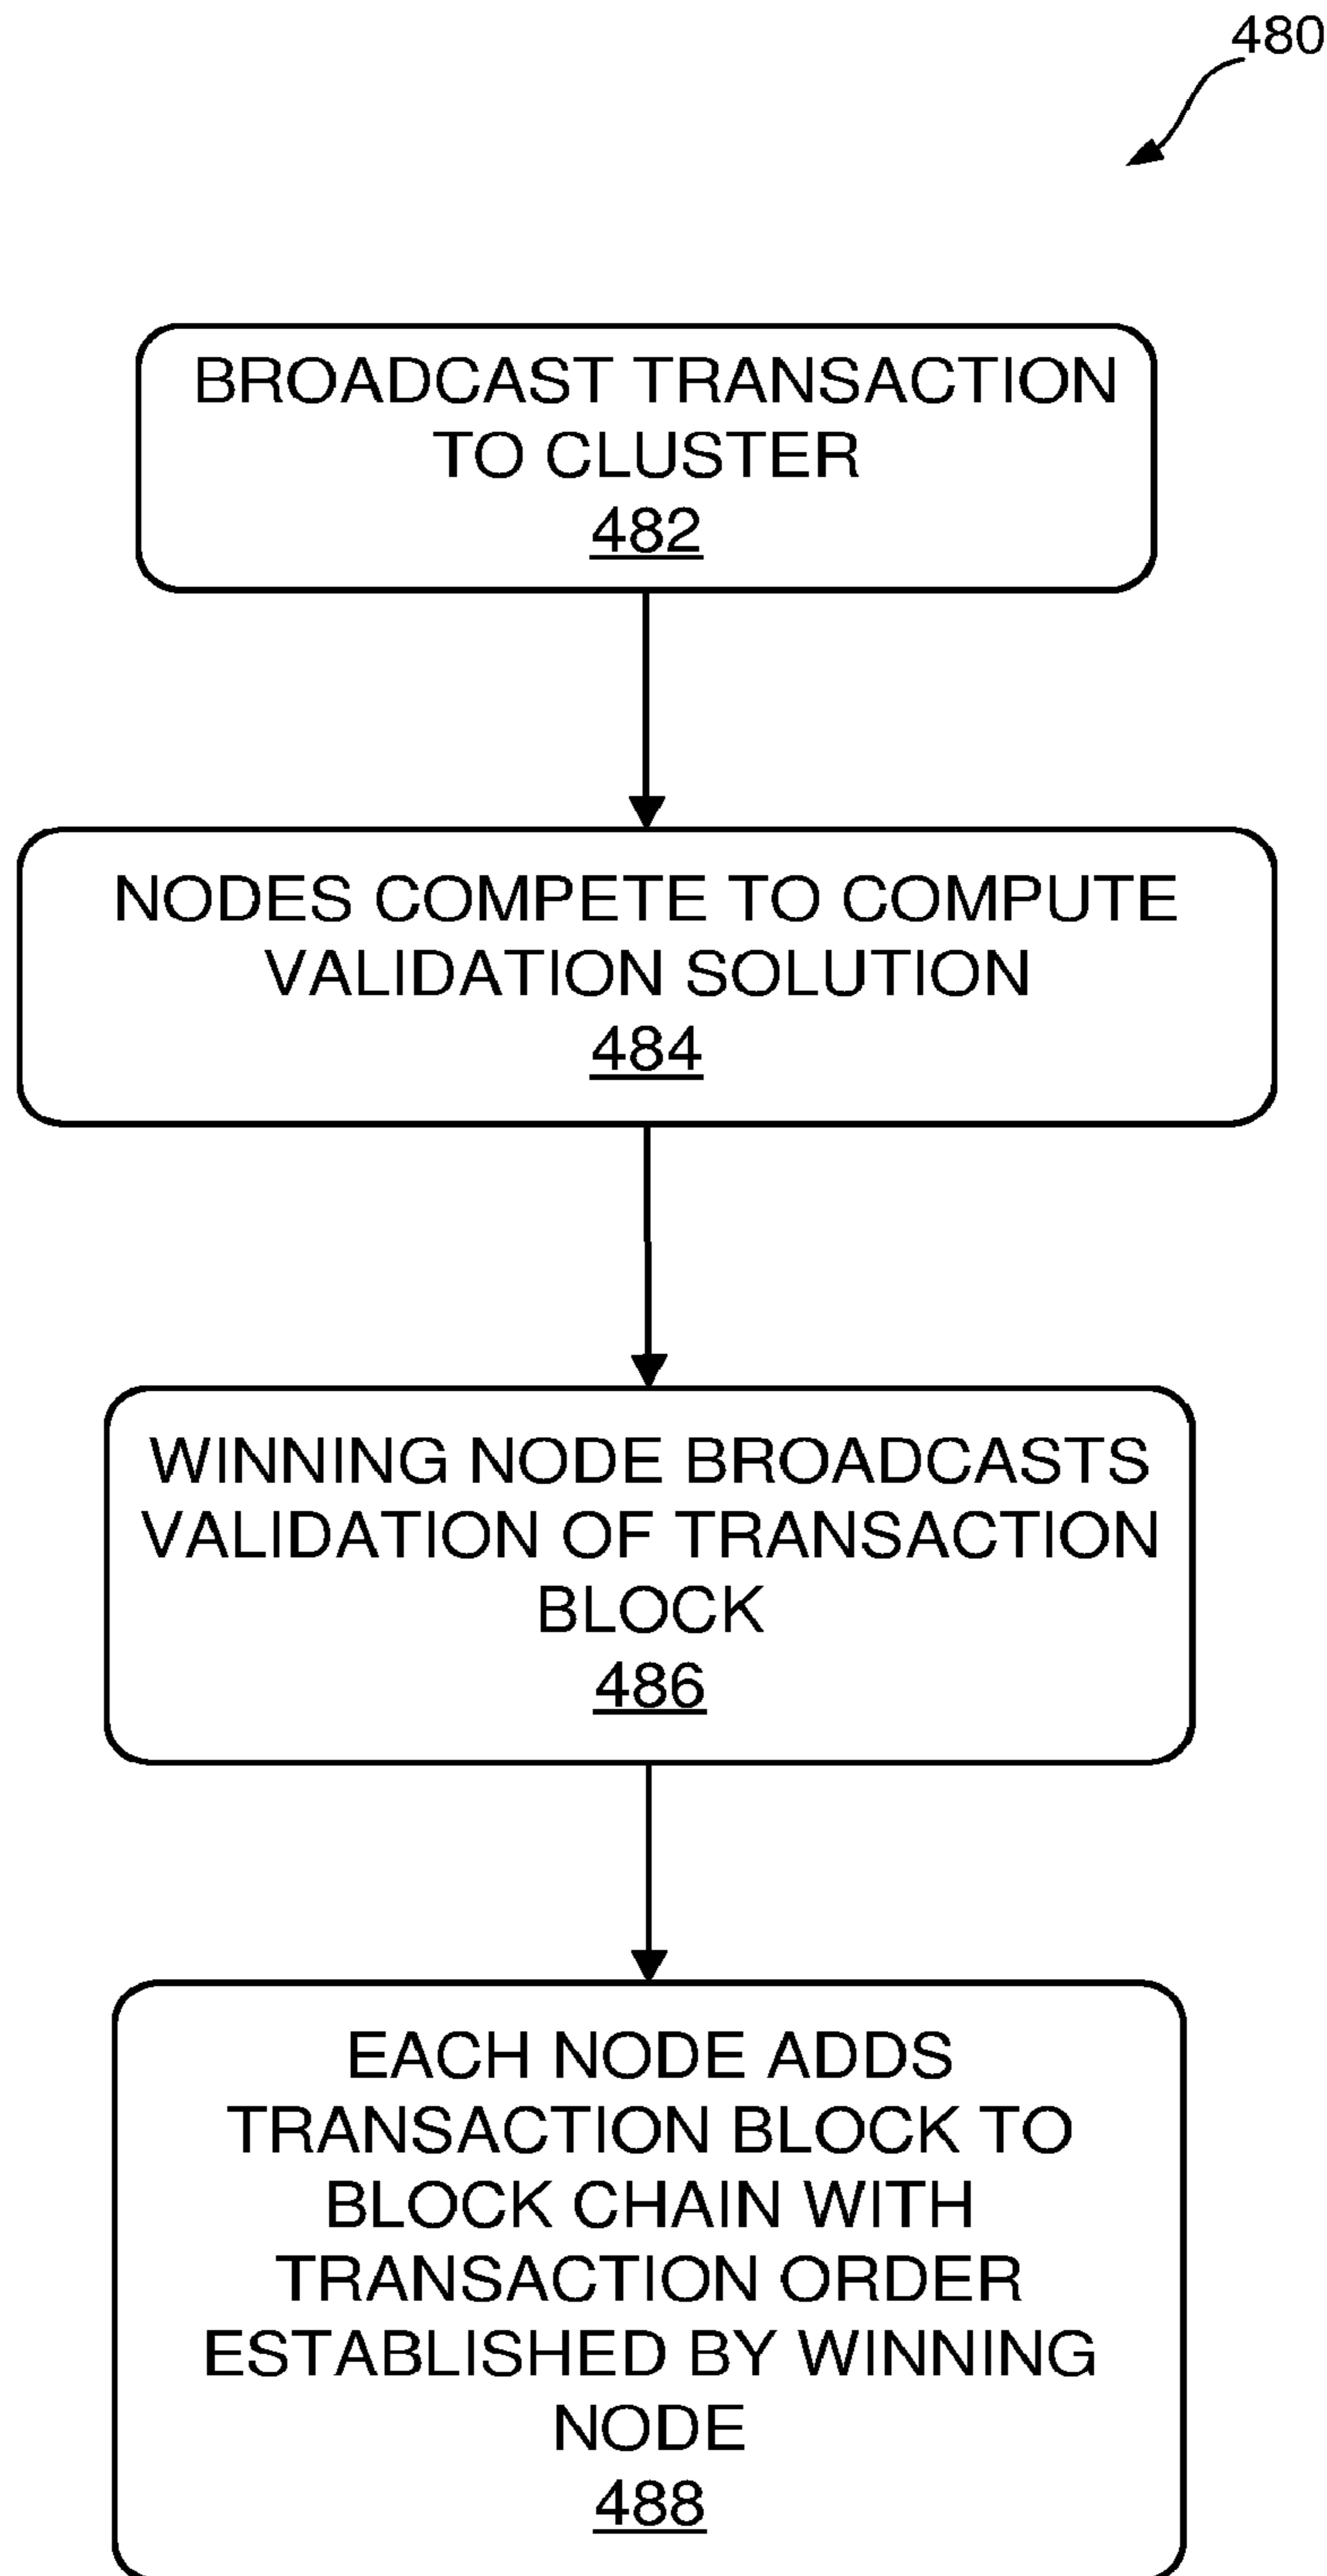 480
BROADCAST TRANSACTION
TO CLUSTER
482
NODES COMPETE TO COMPUTE
VALIDATION SOLUTION
484
WINNING NODE BROADCASTS
VALIDATION OF TRANSACTION
BLOCK
486
EACH NODE ADDS
TRANSACTION BLOCK TO
BLOCK CHAIN WITH
TRANSACTION ORDER
ESTABLISHED BY WINNING
NODE
488